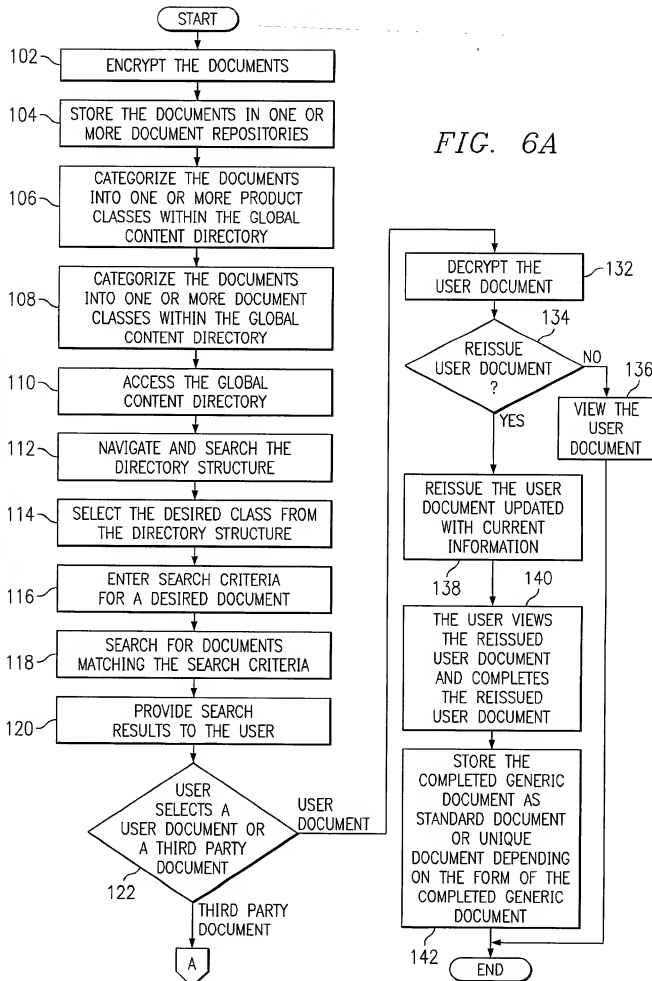 START
102
ENCRYPT THE DOCUMENTS
104
STORE THE DOCUMENTS IN ONE OR
MORE DOCUMENT REPOSITORIES
FIG. 6A
106
CATEGORIZE THE DOCUMENTS
INTO ONE OR MORE PRODUCT
CLASSES WITHIN THE GLOBAL
CONTENT DIRECTORY
108
CATEGORIZE THE DOCUMENTS
INTO ONE OR MORE DOCUMENT
CLASSES WITHIN THE GLOBAL
CONTENT DIRECTORY
110
ACCESS THE GLOBAL
CONTENT DIRECTORY
112
NAVIGATE AND SEARCH THE
DIRECTORY STRUCTURE
114
SELECT THE DESIRED CLASS FROM
THE DIRECTORY STRUCTURE
116
ENTER SEARCH CRITERIA
FOR A DESIRED DOCUMENT
118
SEARCH FOR DOCUMENTS
MATCHING THE SEARCH CRITERIA
120
PROVIDE SEARCH
RESULTS TO THE USER
USER
SELECTS A
USER DOCUMENT OR
A THIRD PARTY
DOCUMENT
122
USER
DOCUMENT
THIRD PARTY
DOCUMENT
A
DECRYPT THE
USER DOCUMENT
132
134
REISSUE
USER DOCUMENT
?
NO
YES
136
VIEW THE
USER
DOCUMENT
REISSUE THE USER
DOCUMENT UPDATED
WITH CURRENT
INFORMATION
138
140
THE USER VIEWS
THE REISSUED
USER DOCUMENT
AND COMPLETES
THE REISSUED
USER DOCUMENT
STORE THE
COMPLETED GENERIC
DOCUMENT AS
STANDARD DOCUMENT
OR UNIQUE
DOCUMENT DEPENDING
ON THE FORM OF THE
COMPLETED GENERIC
DOCUMENT
142
END